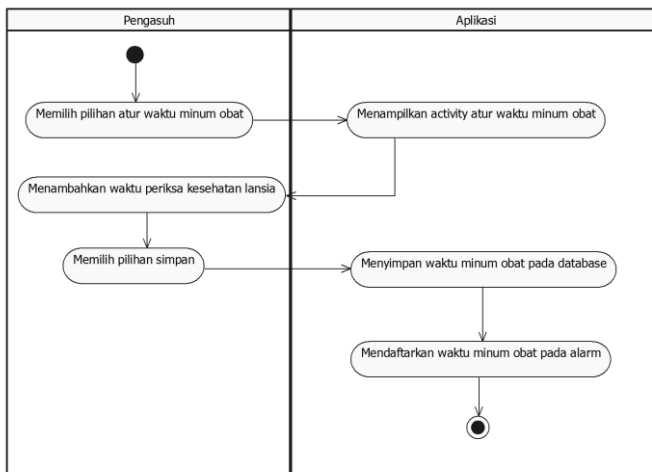 Pengasuh
Aplikasi
Memilih pilihan atur waktu minum obat
Menampilkan activity atur waktu minum obat
Menambahkan waktu periksa kesehatan lansia
Memilih pilihan simpan
Menyimpan waktu minum obat pada database
Mendaftarkan waktu minum obat pada alarm